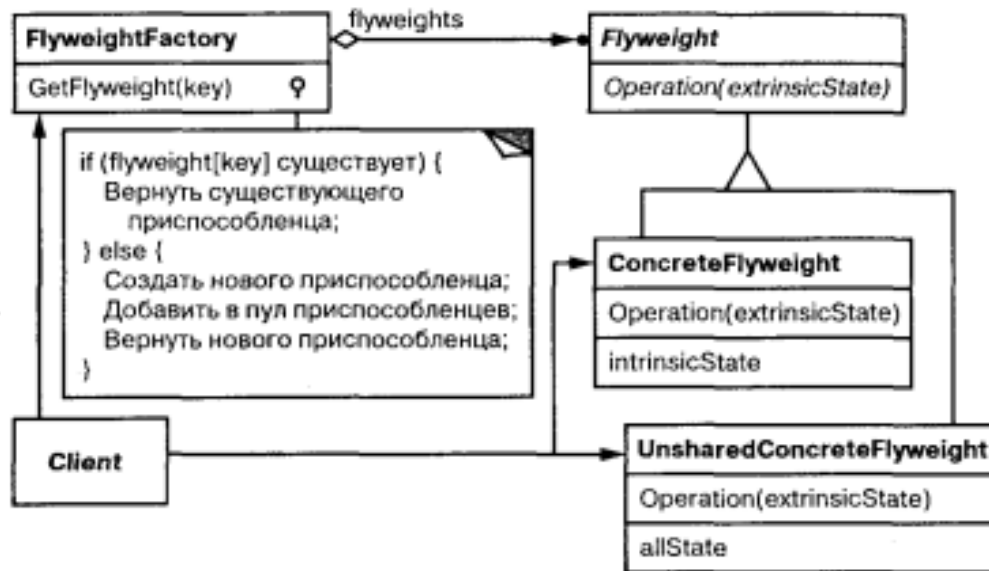 flyweights
FlyweightFactory
GetFlyweight(key)
Flyweight
Operation(extrinsicState)
if (flyweight[key] существует) {
Вернуть существующего
приспособленца;
} else {
Создать нового приспособленца;
Добавить в пул приспособленцев;
Вернуть нового приспособленца;
}
ConcreteFlyweight
Operation(extrinsicState)
intrinsicState
Client
UnsharedConcreteFlyweight
Operation(extrinsicState)
allState